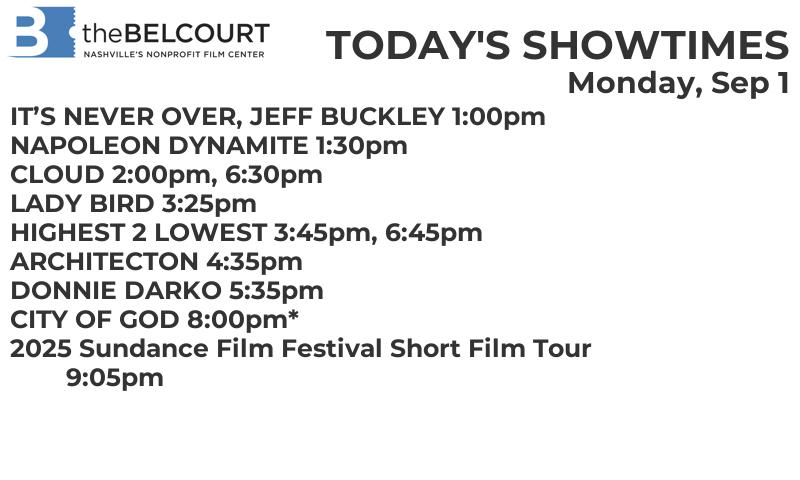 B theBELCOURT
NASHVILLE'S NONPROFIT FILM CENTER
TODAY'S SHOWTIMES
Monday, Sep 1
IT’S NEVER OVER, JEFF BUCKLEY 1:00pm
NAPOLEON DYNAMITE 1:30pm
CLOUD 2:00pm, 6:30pm
LADY BIRD 3:25pm
HIGHEST 2 LOWEST 3:45pm, 6:45pm
ARCHITECTON 4:35pm
DONNIE DARKO 5:35pm
CITY OF GOD 8:00pm*
2025 Sundance Film Festival Short Film Tour
9:05pm